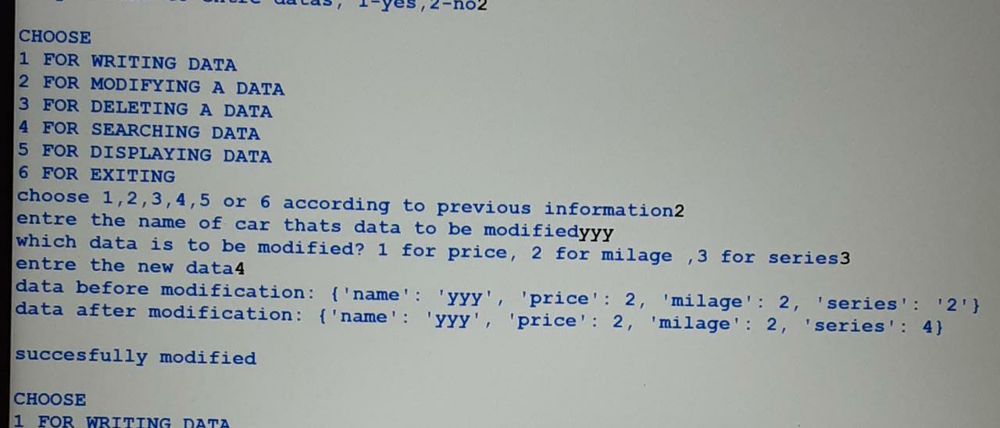 datas, 1-yes,2-no2
CHOOSE
1 FOR WRITING DATA
2 FOR MODIFYING A DATA
3 FOR DELETING A DATA
4 FOR SEARCHING DATA
5 FOR DISPLAYING DATA
6 FOR EXITING
choose 1,2,3,4,5 or 6 according to previous information2
entre the name of car thats data to be modifiedyyy
which data is to be modified? 1 for price, 2 for milage ,3 for series3
entre the new data4
data before modification: {'name': 'yyy', 'price': 2, 'milage': 2, 'series': '2'}
data after modification: {'name': 'yyy', 'price': 2, 'milage': 2, 'series': 4}
succesfully modified
CHOOSE
1 FOR WRITING DATA